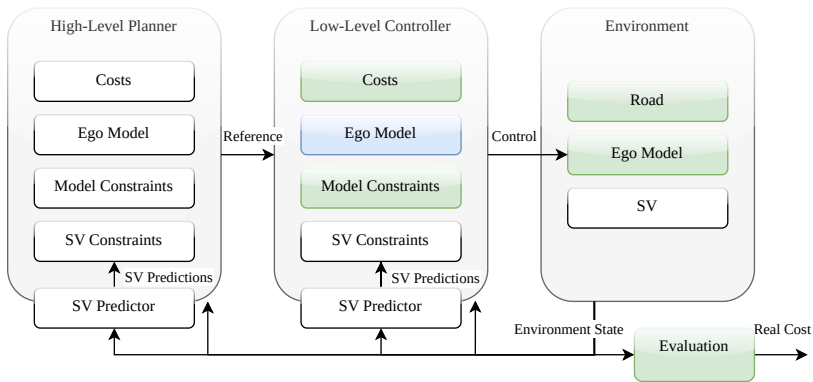 High-Level Planner
Costs
Ego Model
Model Constraints
SV Constraints
SV Predictions
SV Predictor
Reference
Low-Level Controller
Costs
Ego Model
Model Constraints
SV Constraints
SV Predictions
SV Predictor
Control
Environment
Road
Ego Model
SV
Environment State
Evaluation
Real Cost